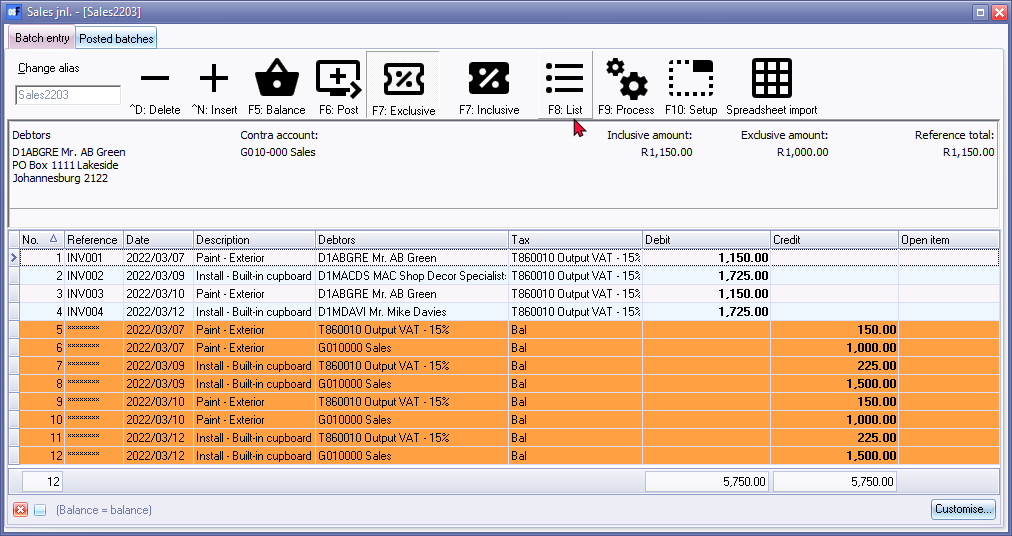 Sales jnl. - [Sales2203]
Batch entry Posted batches
Change alias
Sales2203
^D: Delete ^N: Insert F5: Balance F6: Post F7: Exclusive F7: Inclusive F8: List F9: Process F10: Setup Spreadsheet import
Debtors Contra account: Inclusive amount: Exclusive amount: Reference total:
D1ABGRE Mr. AB Green G010-000 Sales R1,150.00 R1,000.00 R1,150.00
PO Box 1111 Lakeside
Johannesburg 2122
No. Reference Date Description Debtors Tax Debit Credit Open item
1 INV001 2022/03/07 Paint - Exterior D1ABGRE Mr. AB Green T860010 Output VAT - 15% 1,150.00
2 INV002 2022/03/09 Install - Built-in cupboard D1MACDS MAC Shop Decor Specialist: T860010 Output VAT - 15% 1,725.00
3 INV003 2022/03/10 Paint - Exterior D1ABGRE Mr. AB Green T860010 Output VAT - 15% 1,150.00
4 INV004 2022/03/12 Install - Built-in cupboard D1MDAVI Mr. Mike Davies T860010 Output VAT - 15% 1,725.00
5 ******** 2022/03/07 Paint - Exterior T860010 Output VAT - 15% Bal 150.00
6 ******** 2022/03/07 Paint - Exterior G010000 Sales Bal 1,000.00
7 ******** 2022/03/09 Install - Built-in cupboard T860010 Output VAT - 15% Bal 225.00
8 ******** 2022/03/09 Install - Built-in cupboard G010000 Sales Bal 1,500.00
9 ******** 2022/03/10 Paint - Exterior T860010 Output VAT - 15% Bal 150.00
10 ******** 2022/03/10 Paint - Exterior G010000 Sales Bal 1,000.00
11 ******** 2022/03/12 Install - Built-in cupboard T860010 Output VAT - 15% Bal 225.00
12 ******** 2022/03/12 Install - Built-in cupboard G010000 Sales Bal 1,500.00
12 5,750.00 5,750.00
(Balance = balance) Customise...